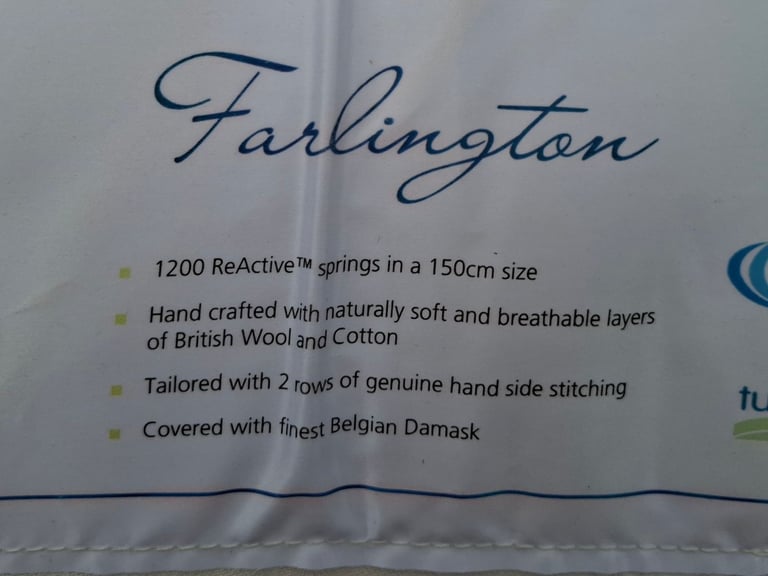 Farlington
1200 ReActive™ springs in a 150cm size
Hand crafted with naturally soft and breathable layers
of British Wool and Cotton
Tailored with 2 rows of genuine hand side stitching
Covered with finest Belgian Damask
tu